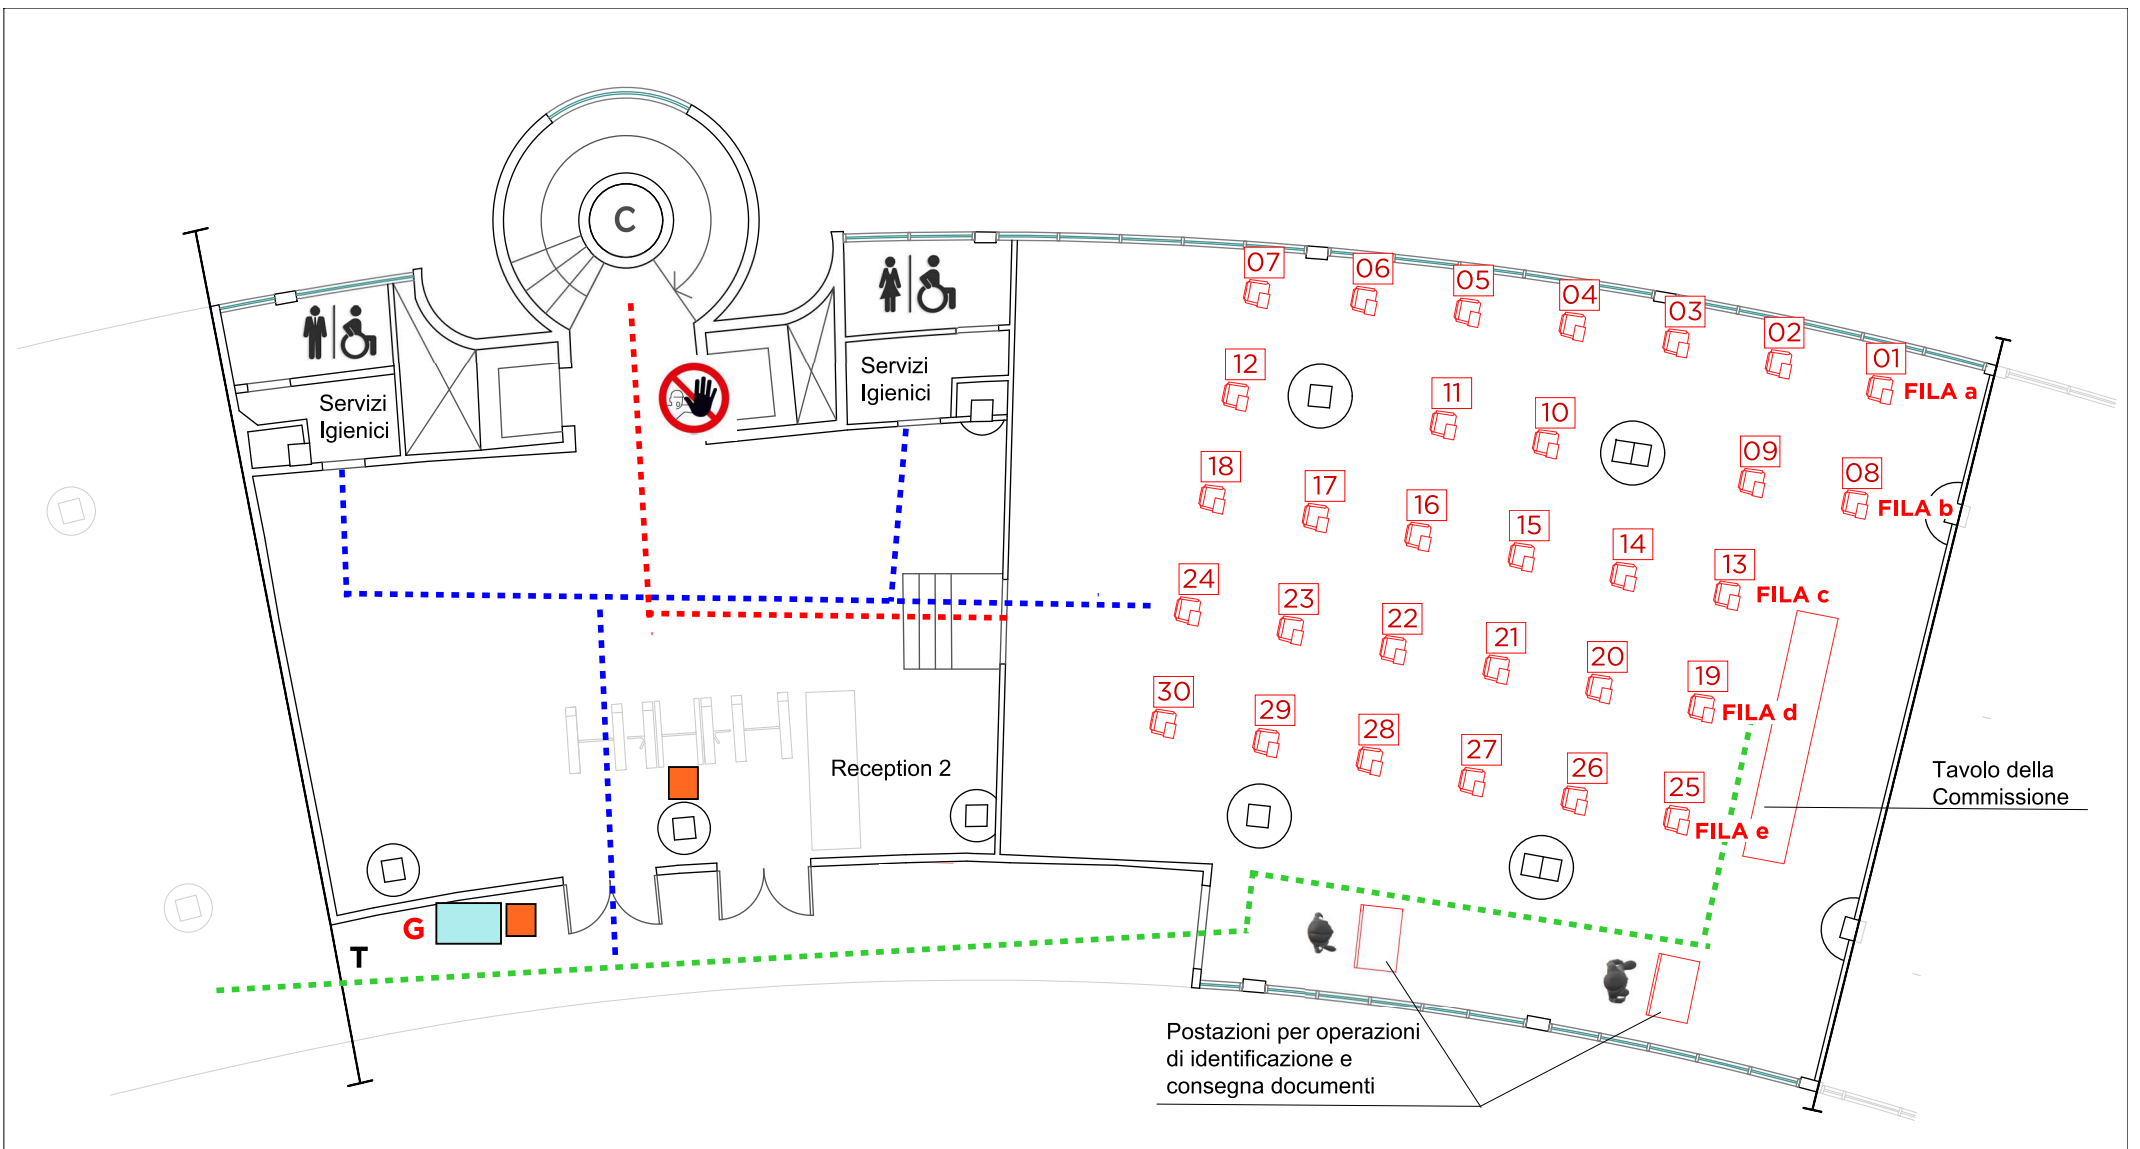 C
Servizi
Igienici
Servizi
Igienici
07
06
05
04
03
02
01
FILA a
12
11
10
09
08
FILA b
18
17
16
15
14
13
FILA c
24
23
22
21
20
19
FILA d
30
29
28
27
26
25
FILA e
Reception 2
Tavolo della
Commissione
G
T
Postazioni per operazioni
di identificazione e
consegna documenti